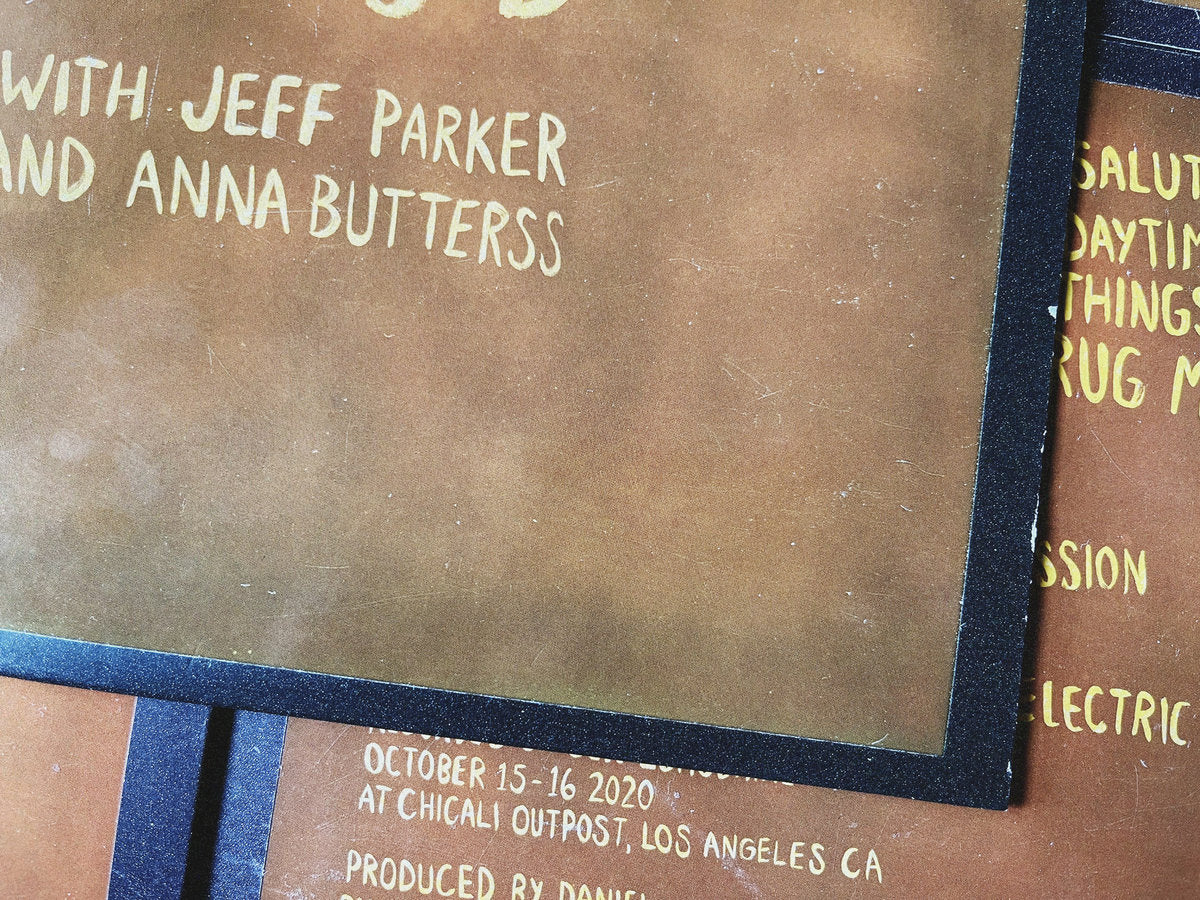 WITH JEFF PARKER
AND ANNA BUTTERSS
SALUT
DAYTIM
THINGS
RUG M
SSION
ELECTRIC
OCTOBER 15-16 2020
AT CHICALI OUTPOST, LOS ANGELES CA
PRODUCED BY DANIEL